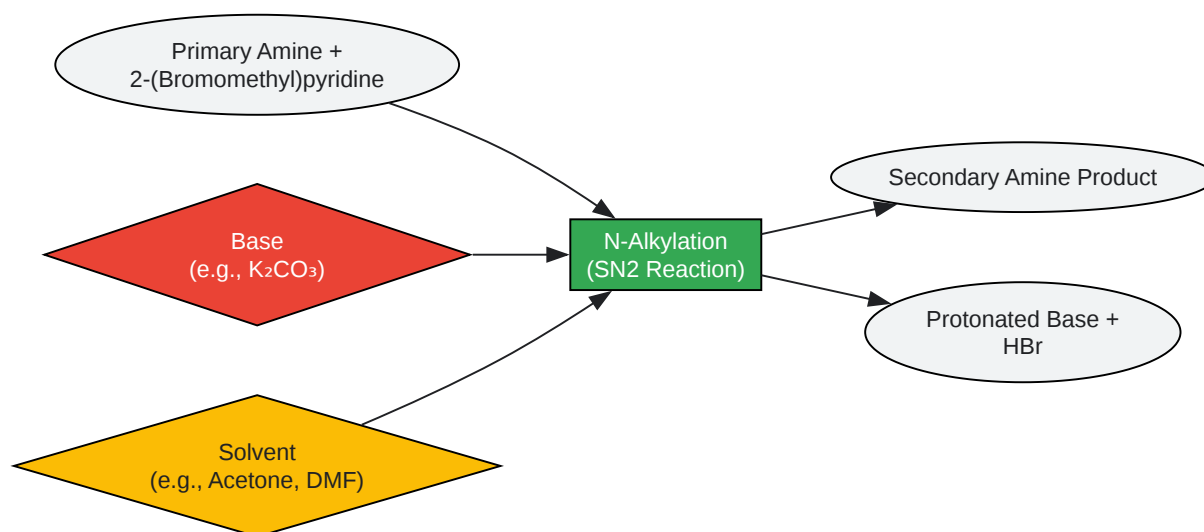 Primary Amine +
2-(Bromomethyl)pyridine
Base
(e.g., K₂CO₃)
Solvent
(e.g., Acetone, DMF)
N-Alkylation
(SN2 Reaction)
Secondary Amine Product
Protonated Base +
HBr